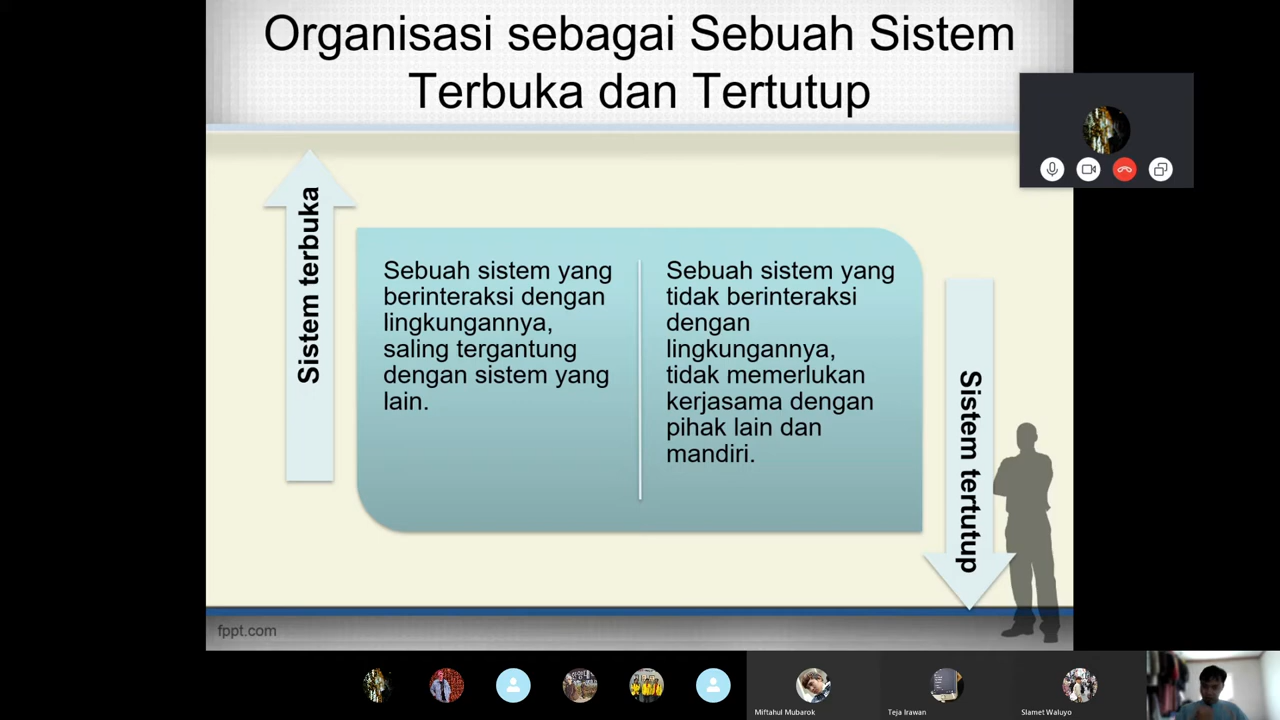 Organisasi sebagai Sebuah Sistem
Terbuka dan Tertutup
Sistem terbuka
Sebuah sistem yang
berinteraksi dengan
lingkungannya,
saling tergantung
dengan sistem yang
lain.
Sebuah sistem yang
tidak berinteraksi
dengan
lingkungannya,
tidak memerlukan
kerjasama dengan
pihak lain dan
mandiri.
Sistem tertutup
fppt.com
Miftahul Mubarok
Teja Irawan
Slamet Waluyo